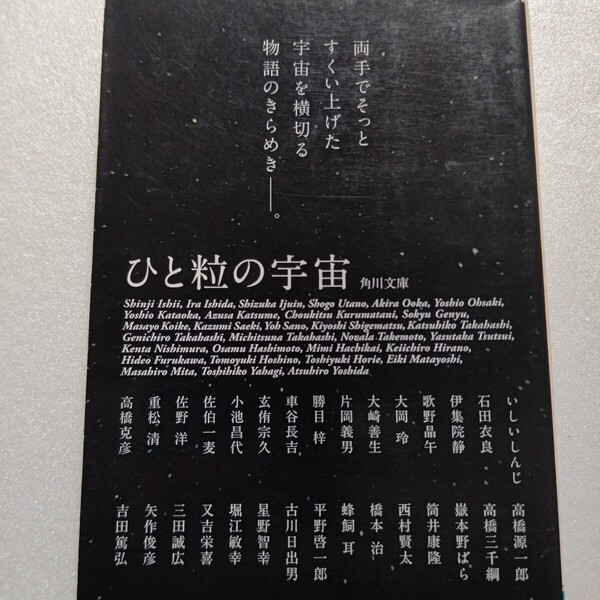 両手でそっと
すくい上げた
宇宙を横切る
物語のきらめき――。
ひと粒の宇宙 角川文庫
Shinji Ishii, Ira Ishida, Shizuka Ijuin, Shogo Utano, Akira Ooka, Yoshio Ohsaki,
Yoshio Kataoka, Azusa Katsume, Choukitsu Kurumatani, Sokyu Genyu,
Masayo Koike, Kazumi Saeki, Yoh Sano, Kiyoshi Shigematsu, Katsuhiko Takahashi,
Genichiro Takahashi, Michitsuna Takahashi, Novala Takemoto, Yasutaka Tsutsui,
Kenta Nishimura, Osamu Hashimoto, Mimi Hachikai, Keiichiro Hirano,
Hideo Furukawa, Tomoyuki Hoshino, Toshiyuki Horie, Eiki Matayoshi,
Masahiro Mita, Toshihiko Yahagi, Atsuhiro Yoshida
いしいしんじ
石田衣良
伊集院静
歌野晶午
大岡 玲
大崎善生
片岡義男
勝目 梓
車谷長吉
玄侑宗久
小池昌代
佐伯一麦
佐野 洋
重松 清
高橋克彦
高橋源一郎
高橋三千綱
嶽本野ばら
筒井康隆
西村賢太
橋本 治
蜂飼 耳
平野啓一郎
古川日出男
星野智幸
堀江敏幸
又吉栄喜
三田誠広
矢作俊彦
吉田篤弘